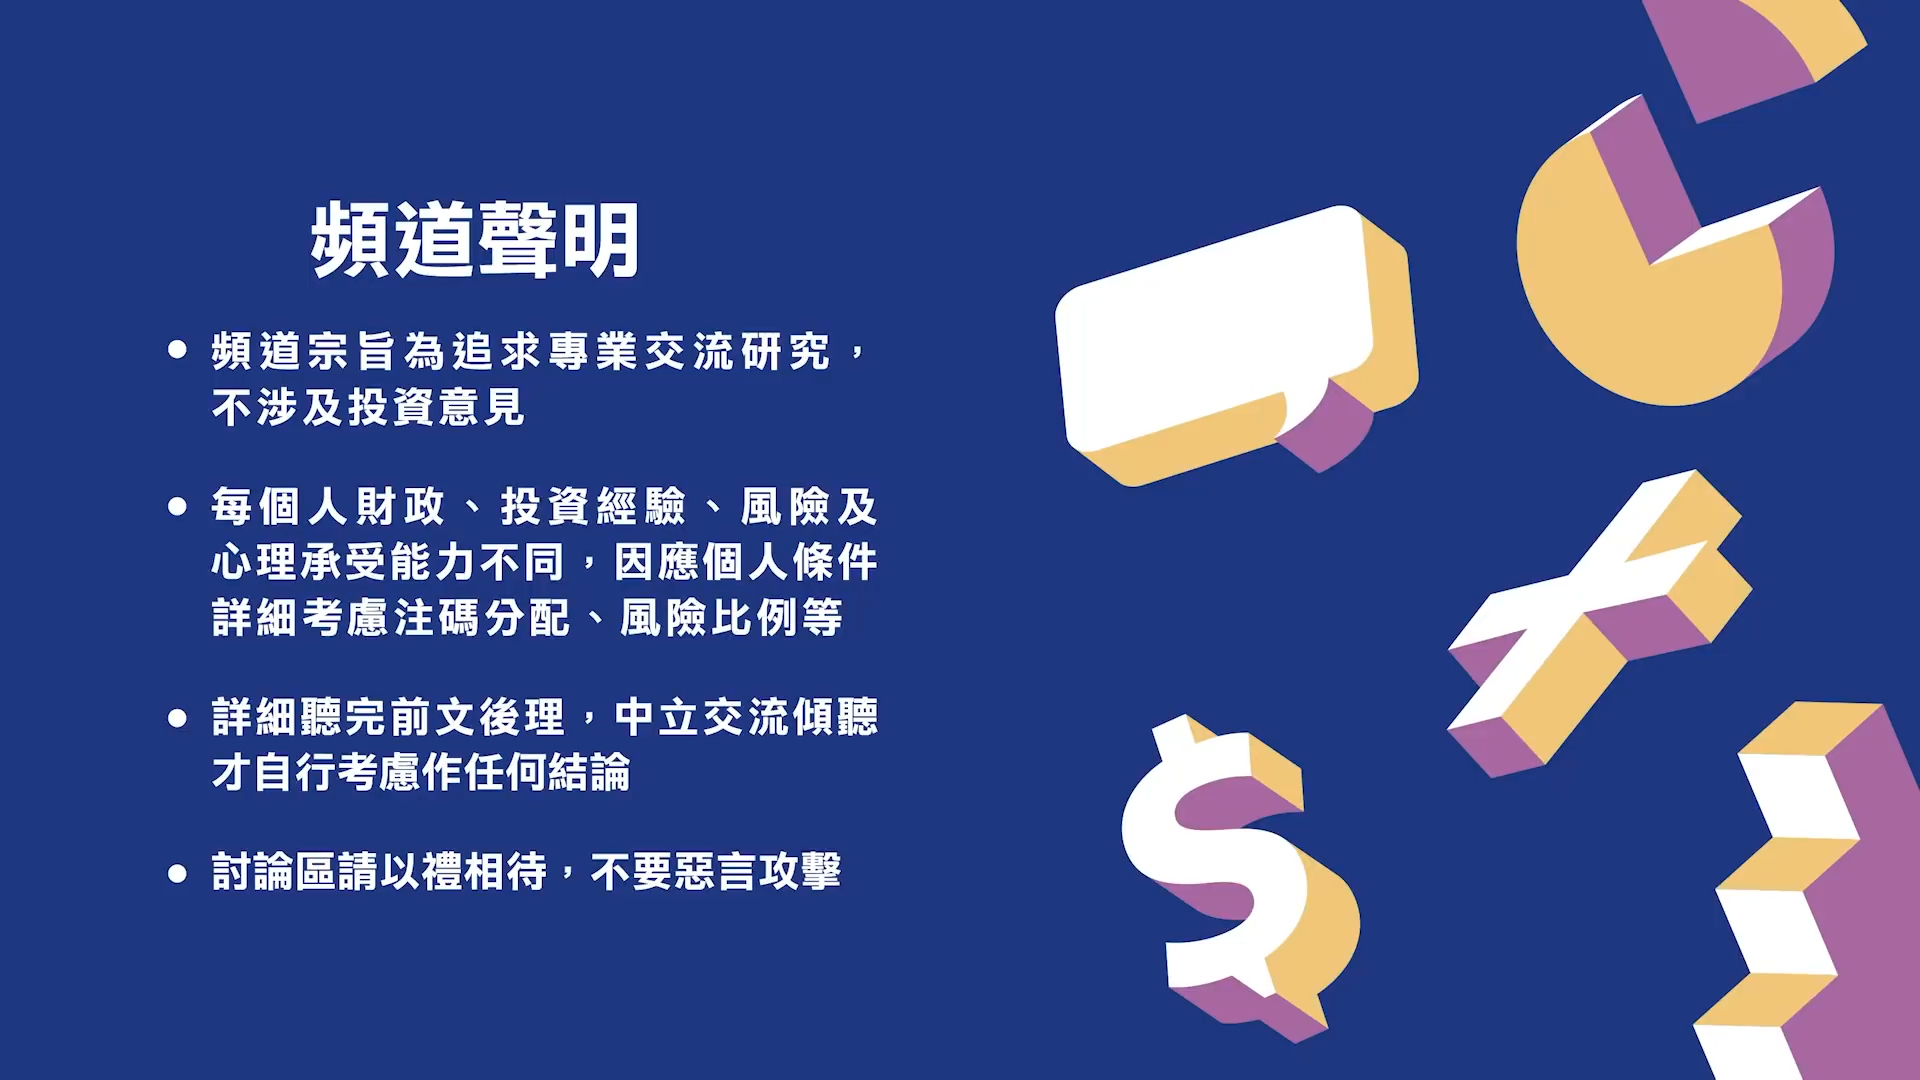 頻道聲明
• 頻道宗旨為追求專業交流研究，
不涉及投資意見
• 每個人財政、投資經驗、風險及
心理承受能力不同，因應個人條件
詳細考慮注碼分配、風險比例等
• 詳細聽完前文後理，中立交流傾聽
才自行考慮作任何結論
• 討論區請以禮相待，不要惡言攻擊